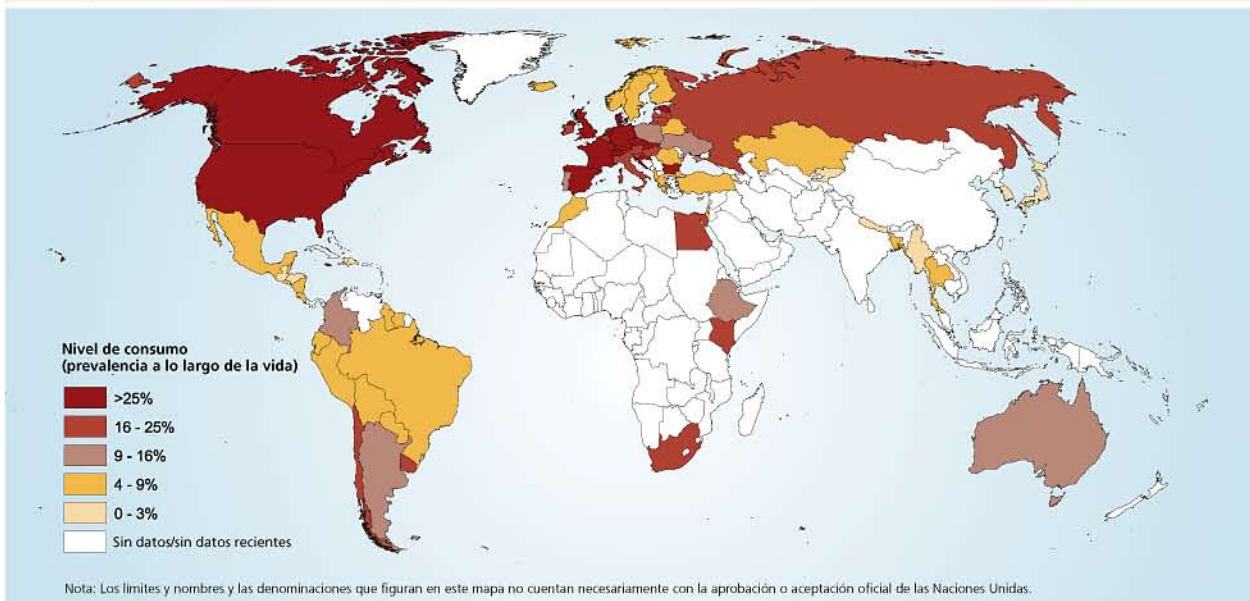 Nivel de consumo
(prevalencia a lo largo de la vida)
>25%
16 - 25%
9 - 16%
4 - 9%
0 - 3%
Sin datos/sin datos recientes
Nota: Los límites y nombres y las denominaciones que figuran en este mapa no cuentan necesariamente con la aprobación o aceptación oficial de las Naciones Unidas.